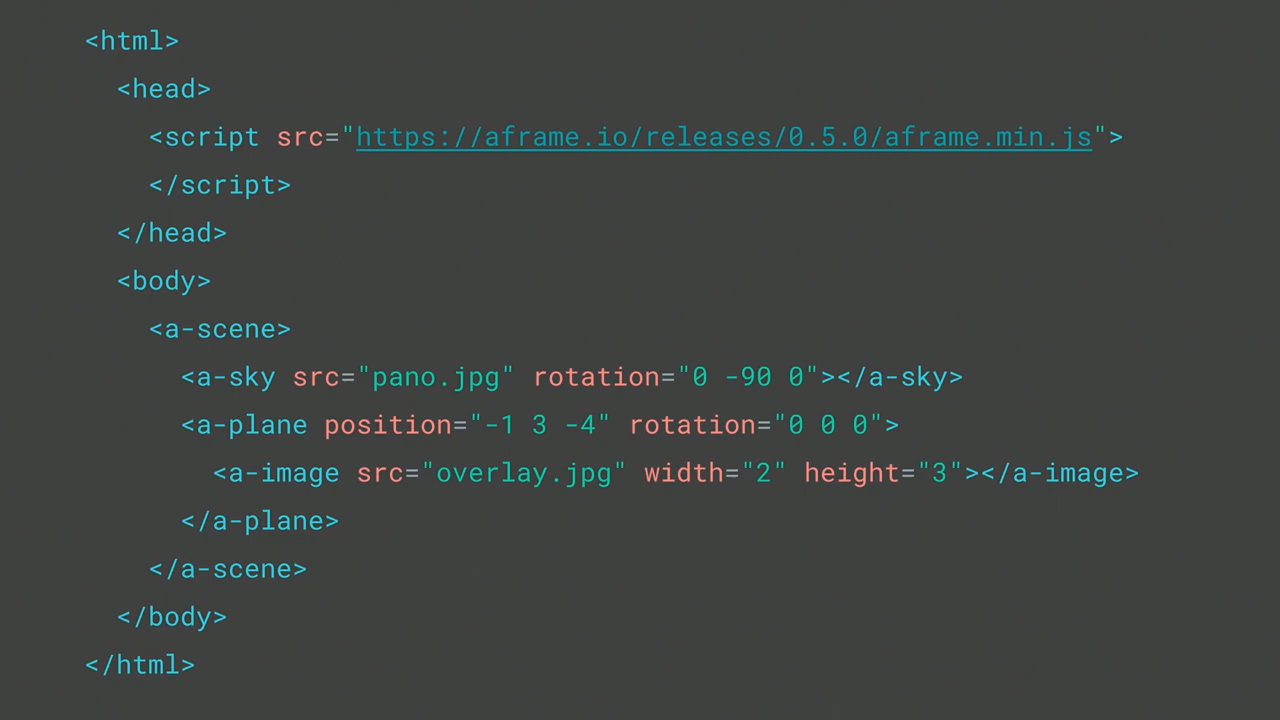 <html>
<head>
<script src="https://aframe.io/releases/0.5.0/aframe.min.js">
</script>
</head>
<body>
<a-scene>
<a-sky src="pano.jpg" rotation="0 -90 0"></a-sky>
<a-plane position="-1 3 -4" rotation="0 0 0">
<a-image src="overlay.jpg" width="2" height="3"></a-image>
</a-plane>
</a-scene>
</body>
</html>